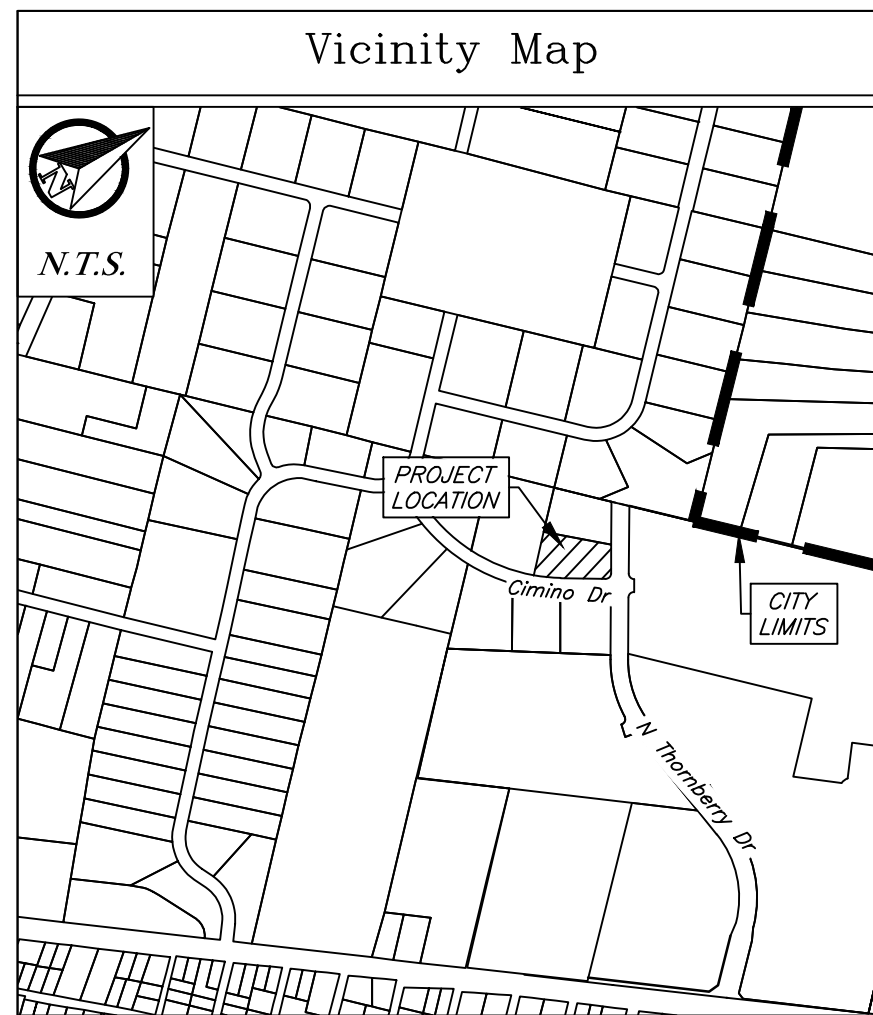 Vicinity Map
N
N.T.S.
PROJECT
LOCATION
Cimino Dr
CITY
LIMITS
N Thornberry Dr